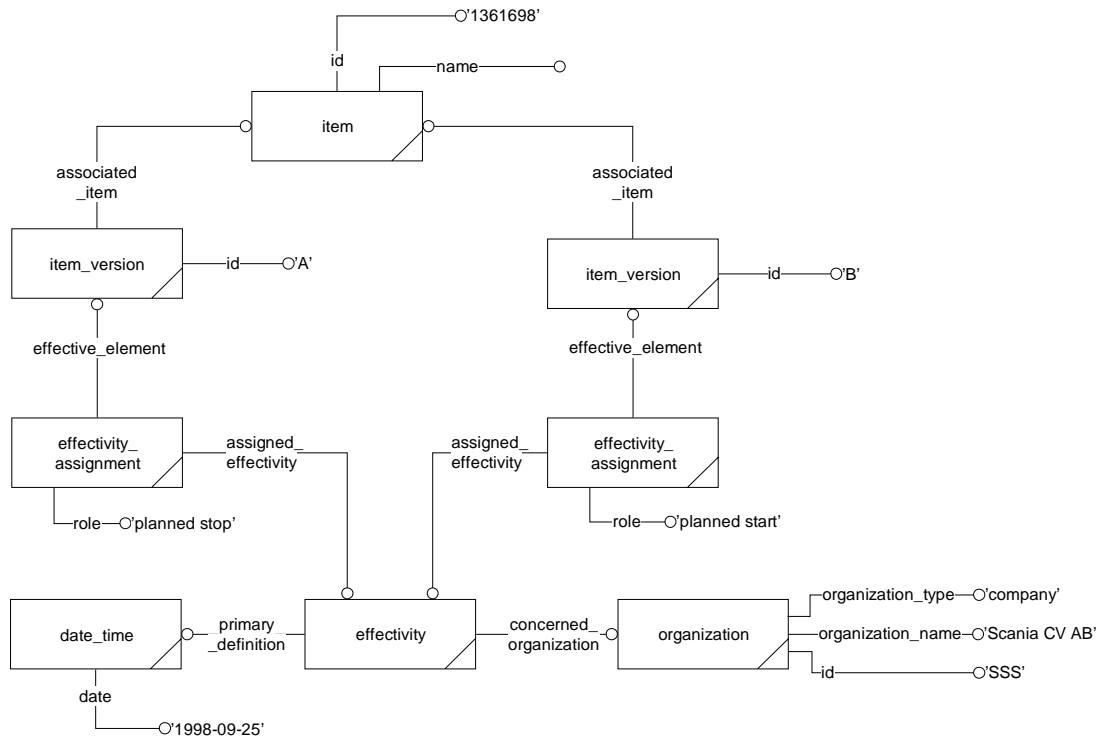 '1361698'
id
name
item
associated
_item
associated
_item
item_version
id
'A'
item_version
id
'B'
effective_element
effective_element
effectivity_
assignment
assigned_
effectivity
assigned_
effectivity
effectivity_
assignment
role
'planned stop'
role
'planned start'
date_time
primary
_definition
effectivity
concerned_
organization
organization
organization_type
'company'
organization_name
'Scania CV AB'
id
'SSS'
date
'1998-09-25'